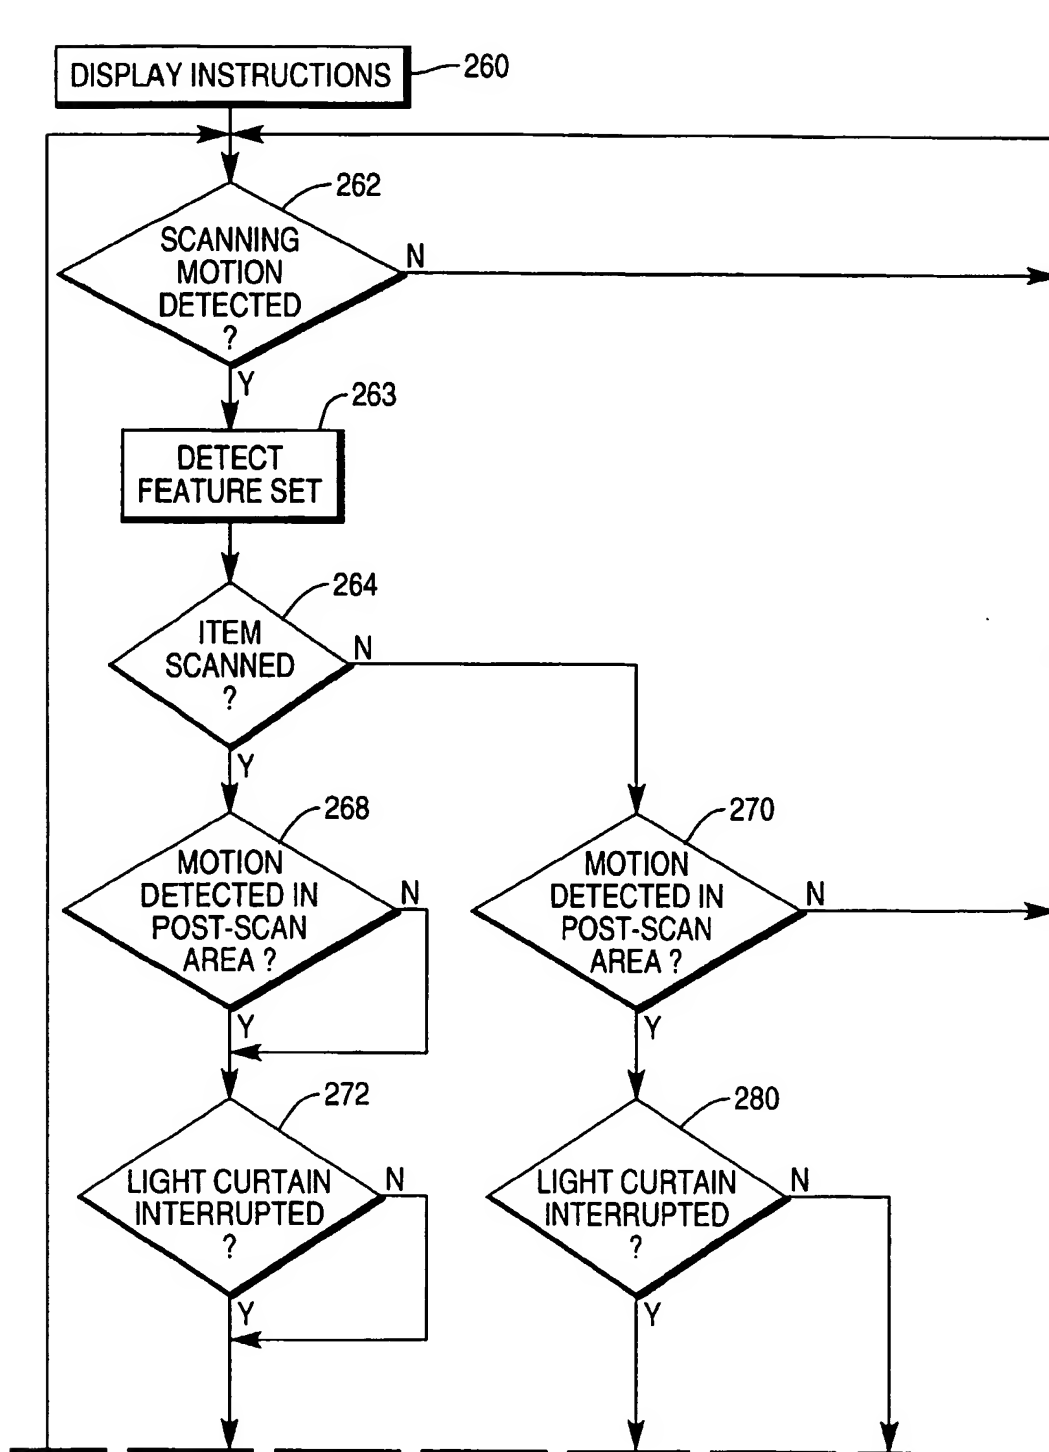 DISPLAY INSTRUCTIONS
260
262
SCANNING
MOTION
DETECTED
?
N
Y
263
DETECT
FEATURE SET
264
ITEM
SCANNED
?
N
Y
268
MOTION
DETECTED IN
POST-SCAN
AREA ?
N
Y
270
MOTION
DETECTED IN
POST-SCAN
AREA ?
N
Y
272
LIGHT CURTAIN
INTERRUPTED
?
N
Y
280
LIGHT CURTAIN
INTERRUPTED
?
N
Y